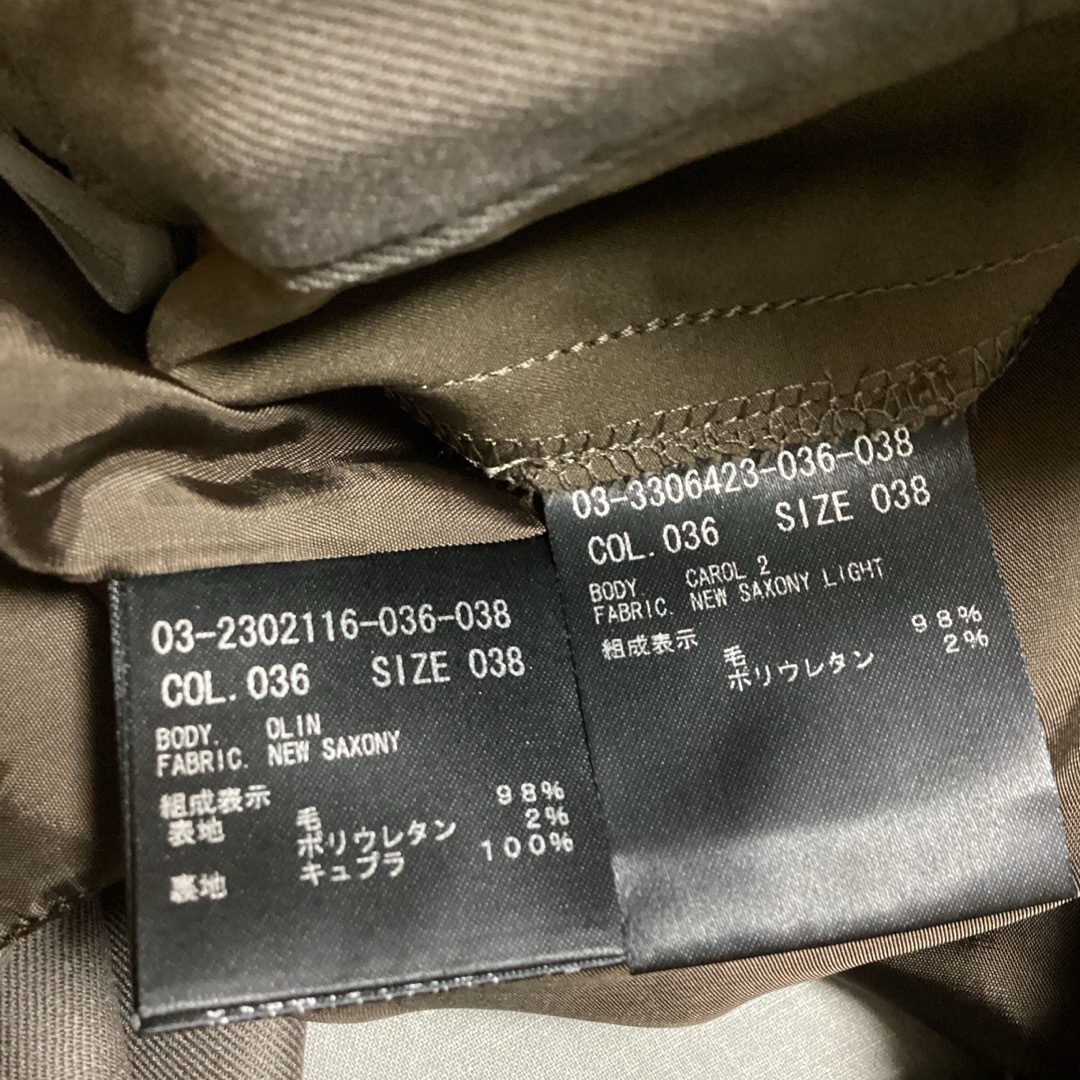 03-2302116-036-038
COL.036 SIZE 038
BODY. OLIN
FABRIC. NEW SAXONY
組成表示
表地 毛 98%
ポリウレタン 2%
裏地 キュプラ 100%
03-3306423-036-038
COL.036 SIZE 038
BODY CAROL 2
FABRIC. NEW SAXONY LIGHT
組成表示
毛 98%
ポリウレタン 2%